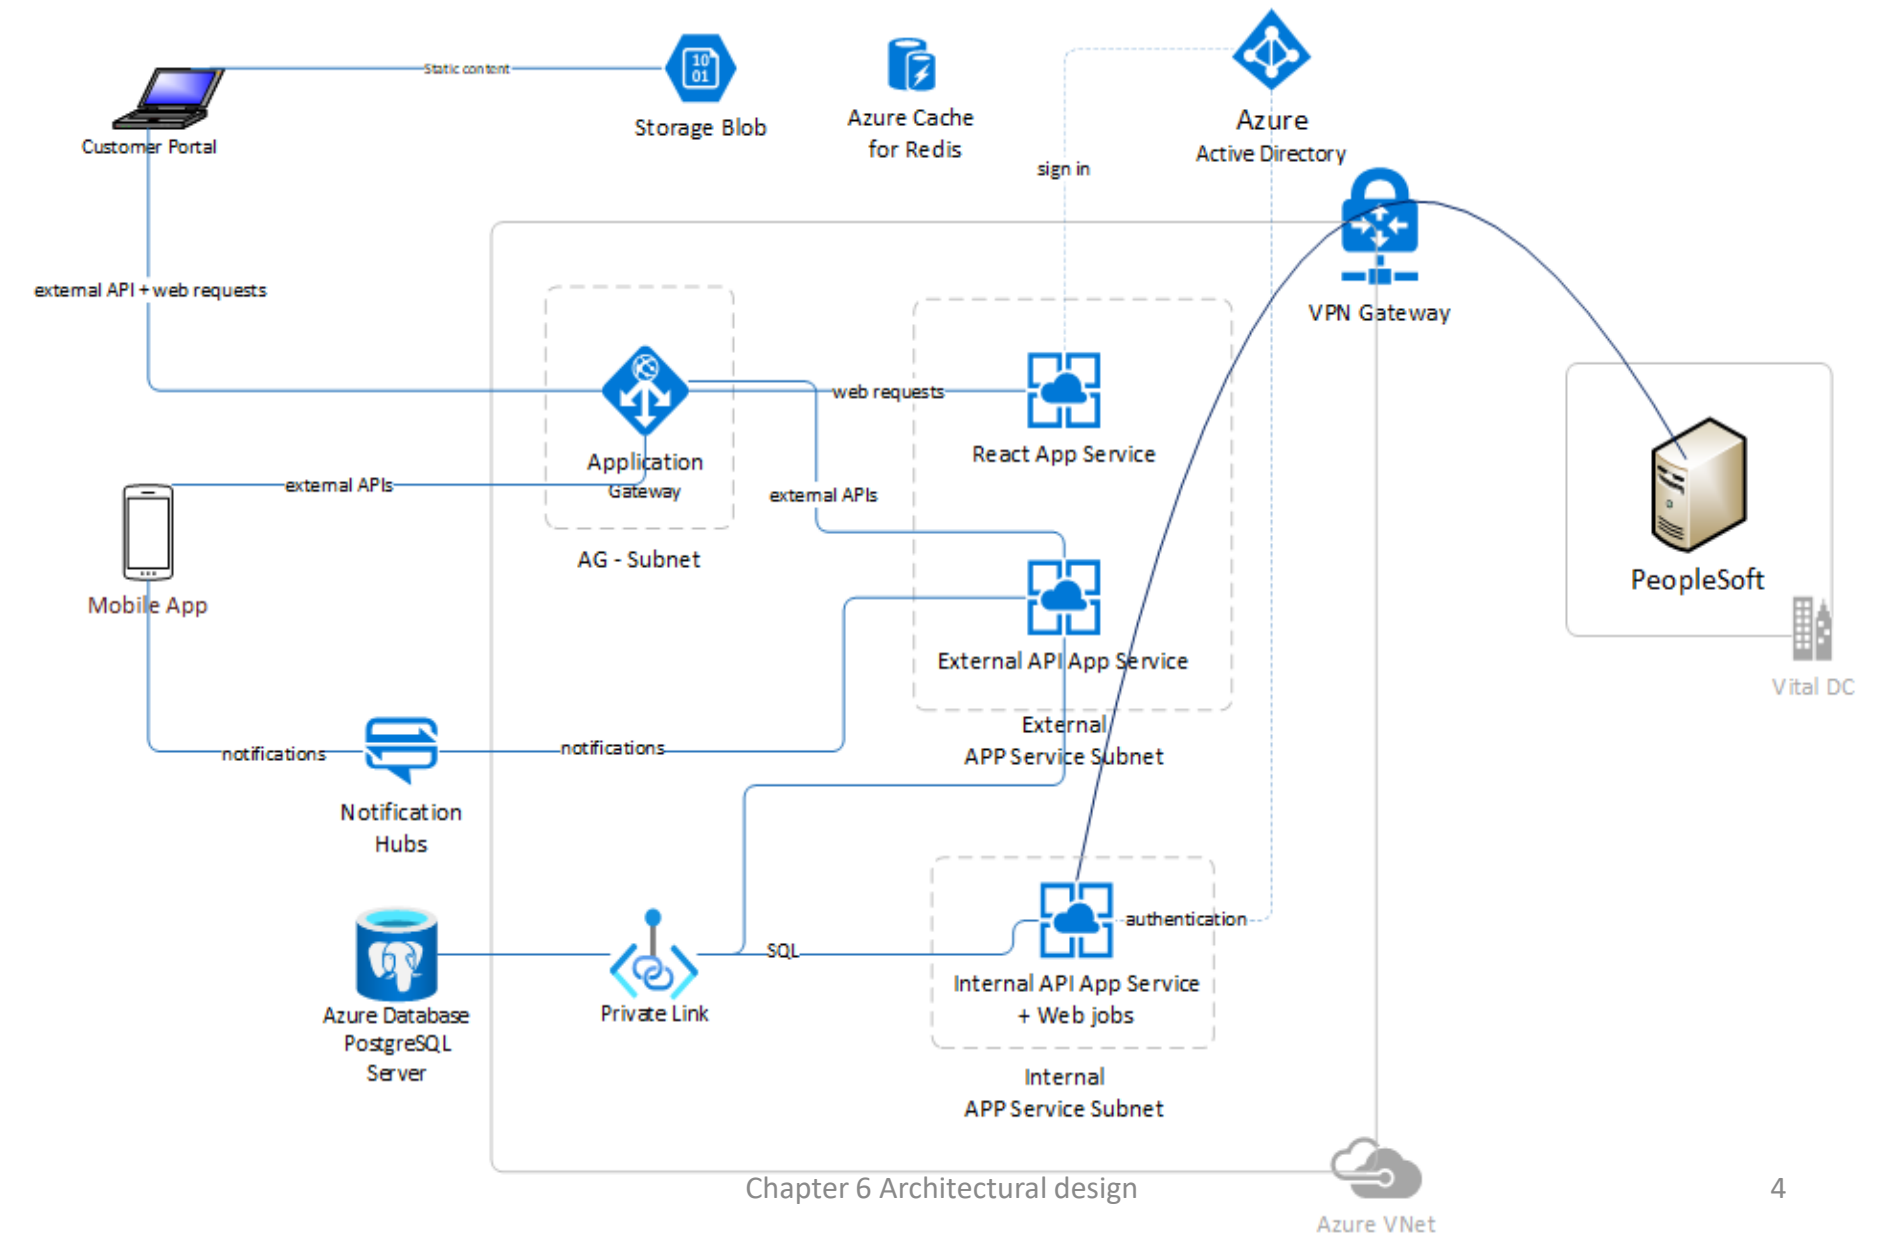 Static content
Customer Portal
Storage Blob
10
01
Azure Cache
for Redis
Azure
Active Directory
sign in
VPN Gateway
external API + web requests
web requests
React App Service
Application
Gateway
external APIs
external APIs
AG - Subnet
Mobile App
External API App Service
External
APP Service Subnet
PeopleSoft
Vital DC
notifications
notifications
Notification
Hubs
authentication
SQL
Internal API App Service
+ Web jobs
Private Link
Azure Database
PostgreSQL
Server
Internal
APP Service Subnet
Chapter 6 Architectural design
4
Azure VNet